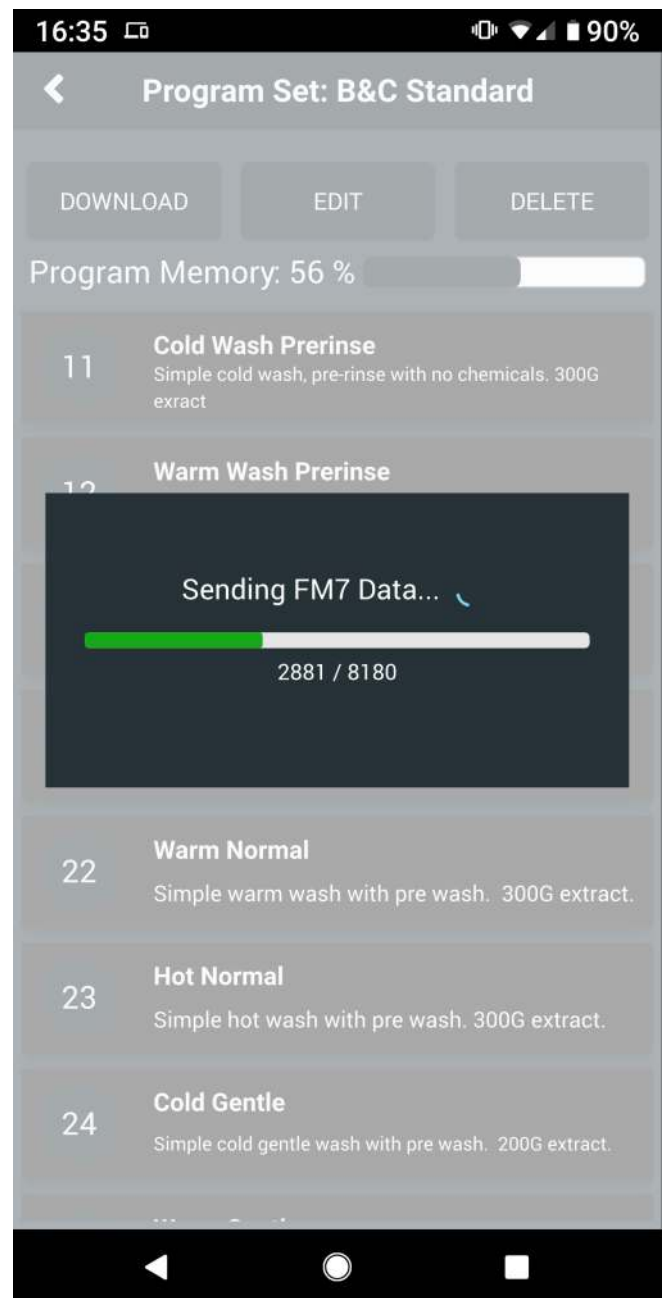 16:35 90%
Program Set: B&C Standard
DOWNLOAD EDIT DELETE
Program Memory: 56 %
11
Cold Wash Prerinse
Simple cold wash, pre-rinse with no chemicals. 300G
exract
12
Warm Wash Prerinse
Sending FM7 Data...
2881 / 8180
22
Warm Normal
Simple warm wash with pre wash.  300G extract.
23
Hot Normal
Simple hot wash with pre wash. 300G extract.
24
Cold Gentle
Simple cold gentle wash with pre wash.  200G extract.